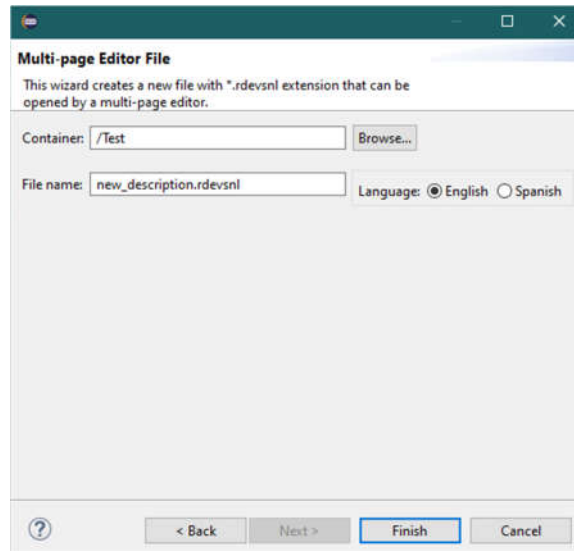 Multi-page Editor File
This wizard creates a new file with *.rdevsnl extension that can be
opened by a multi-page editor.
Container: /Test Browse...
File name: new_description.rdevsnl Language: English Spanish
? < Back Next > Finish Cancel